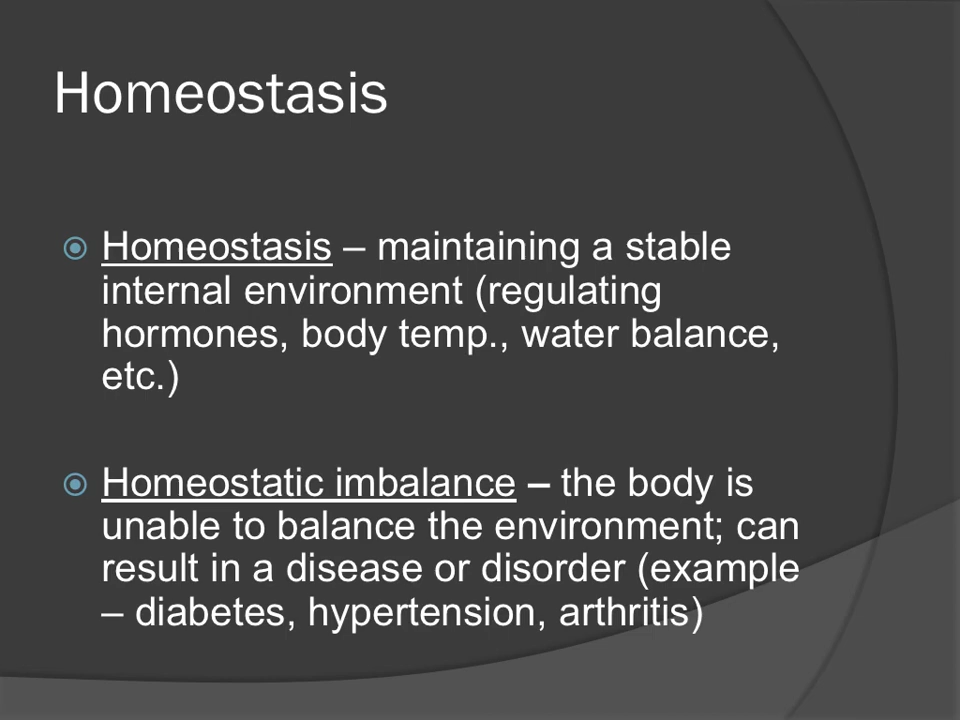 Homeostasis
Homeostasis – maintaining a stable
internal environment (regulating
hormones, body temp., water balance,
etc.)
Homeostatic imbalance – the body is
unable to balance the environment; can
result in a disease or disorder (example
– diabetes, hypertension, arthritis)